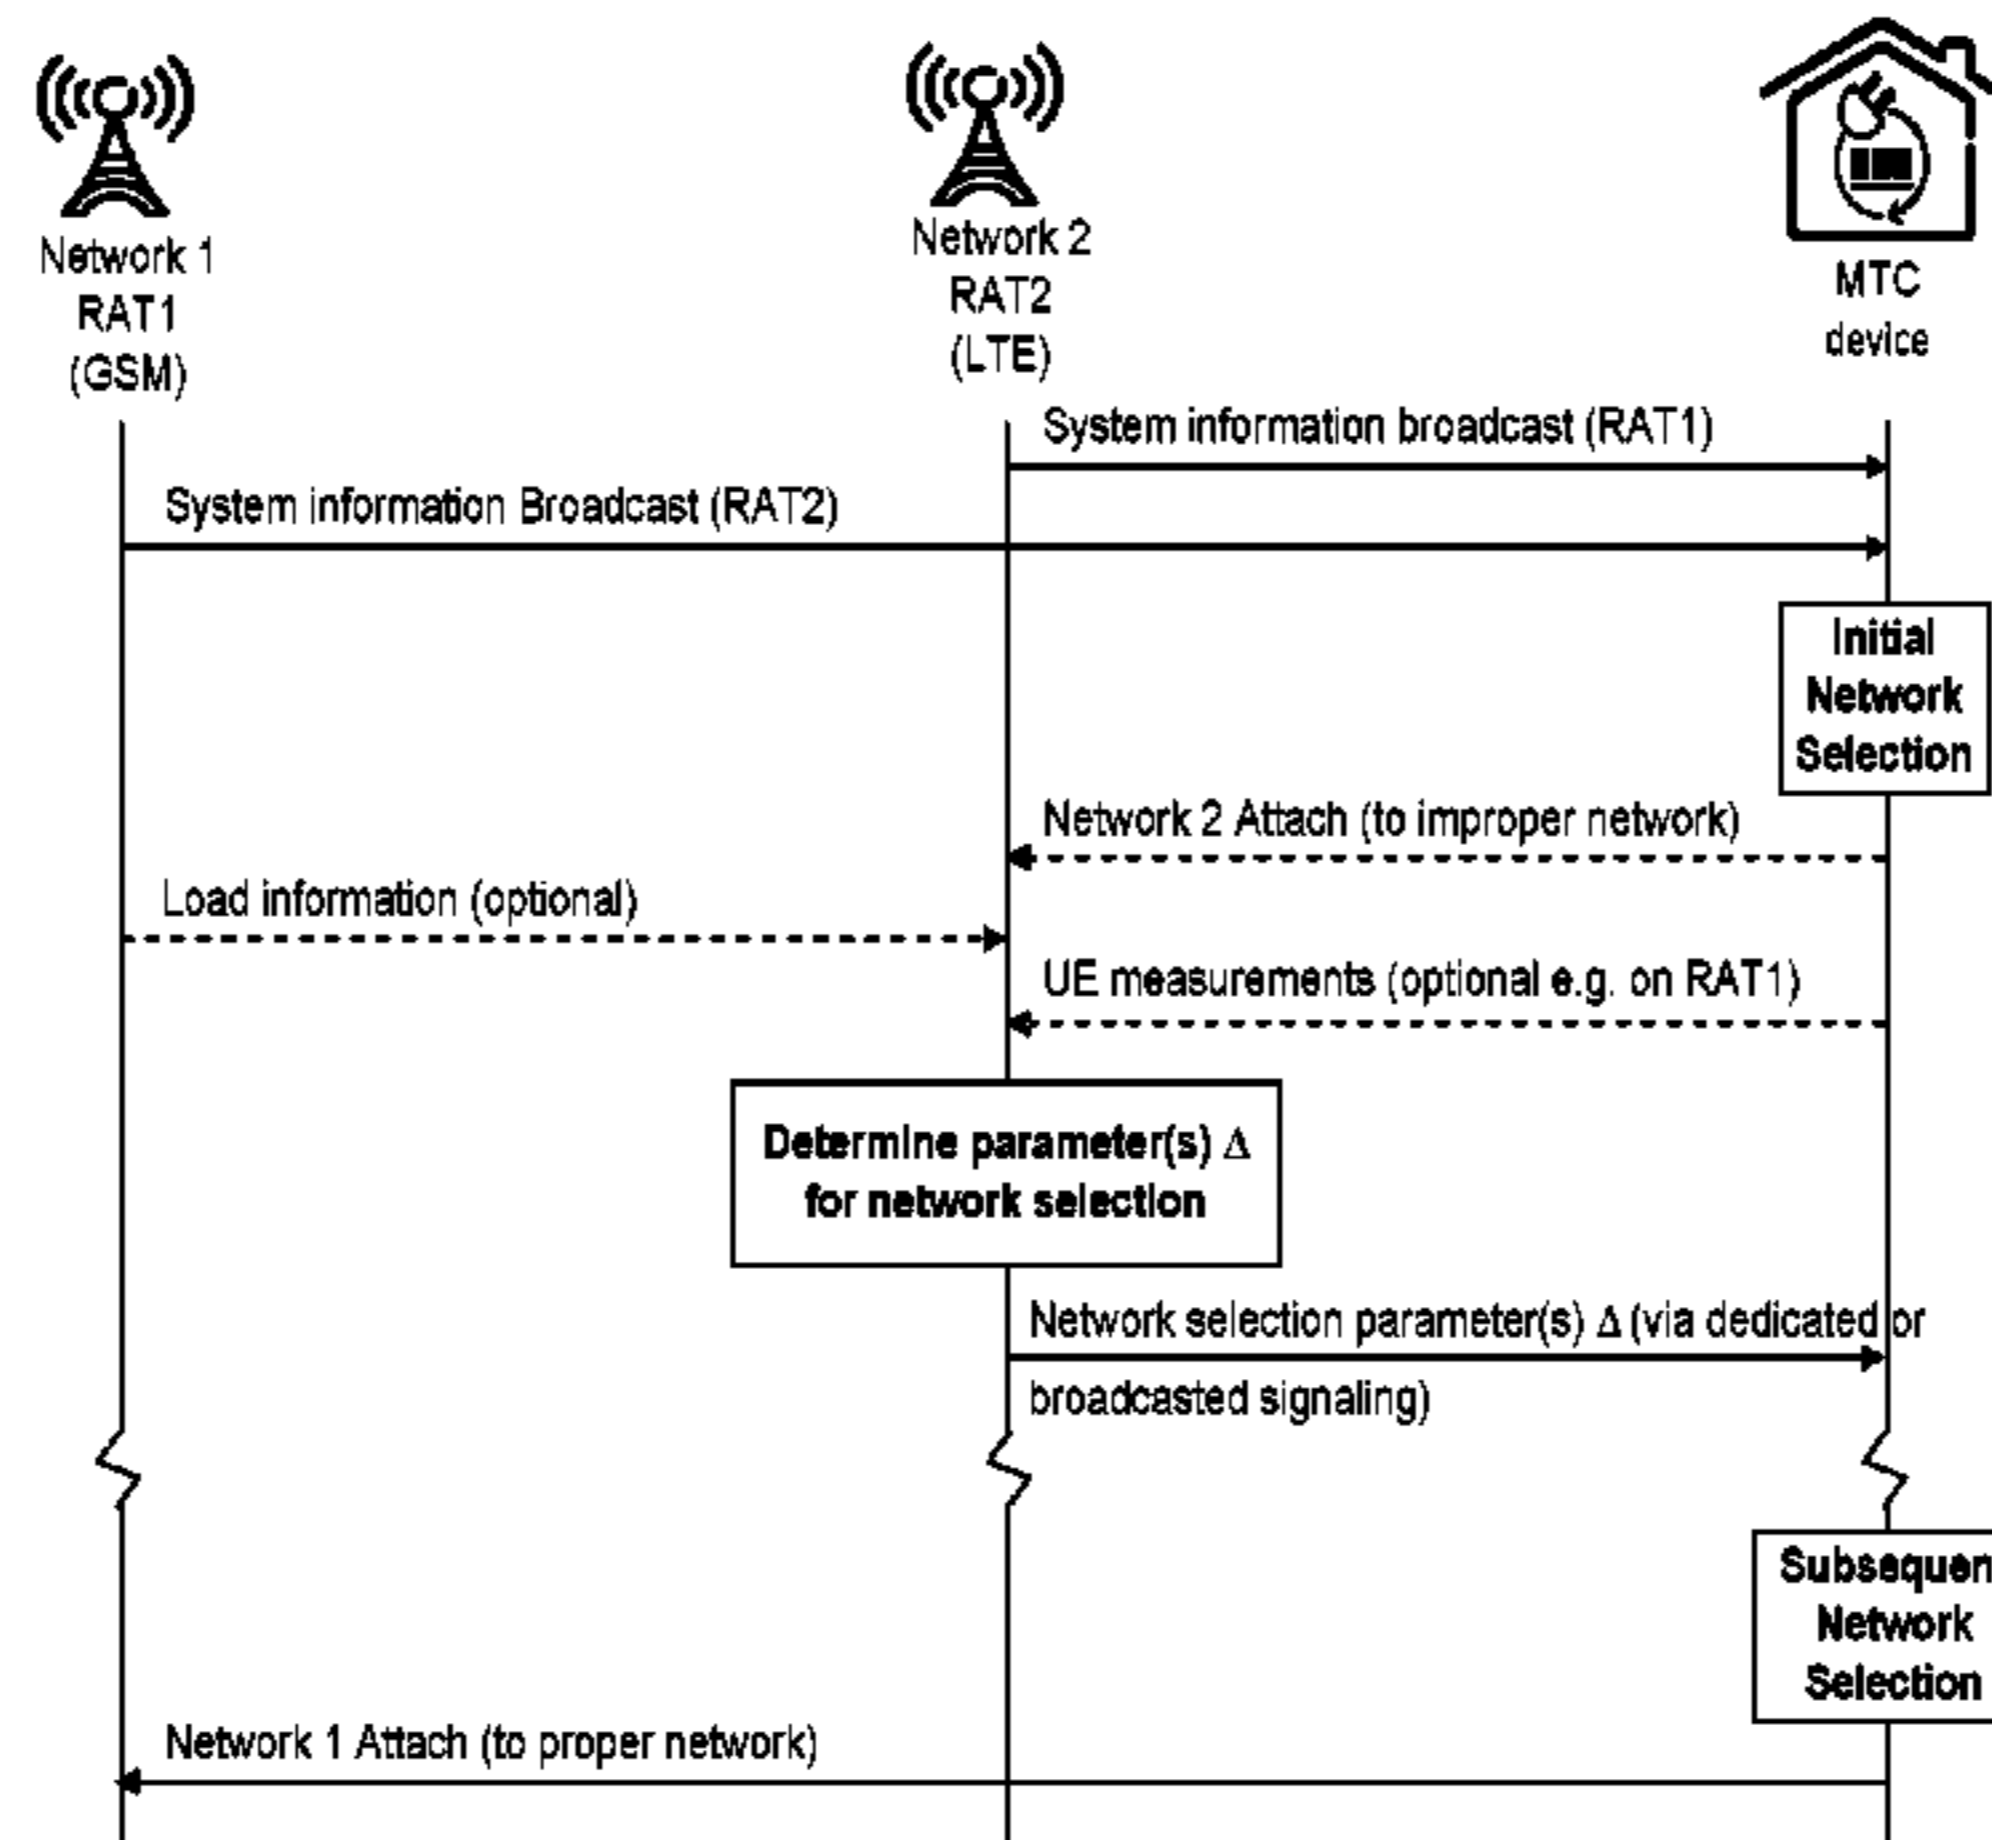 Network 1
RAT1
(GSM)
Network 2
RAT2
(LTE)
MTC
device
System information broadcast (RAT1)
System information Broadcast (RAT2)
Initial
Network
Selection
Network 2 Attach (to improper network)
Load information (optional)
UE measurements (optional e.g. on RAT1)
Determine parameter(s) Δ
for network selection
Network selection parameter(s) Δ (via dedicated or
broadcasted signaling)
Subsequen
Network
Selection
Network 1 Attach (to proper network)